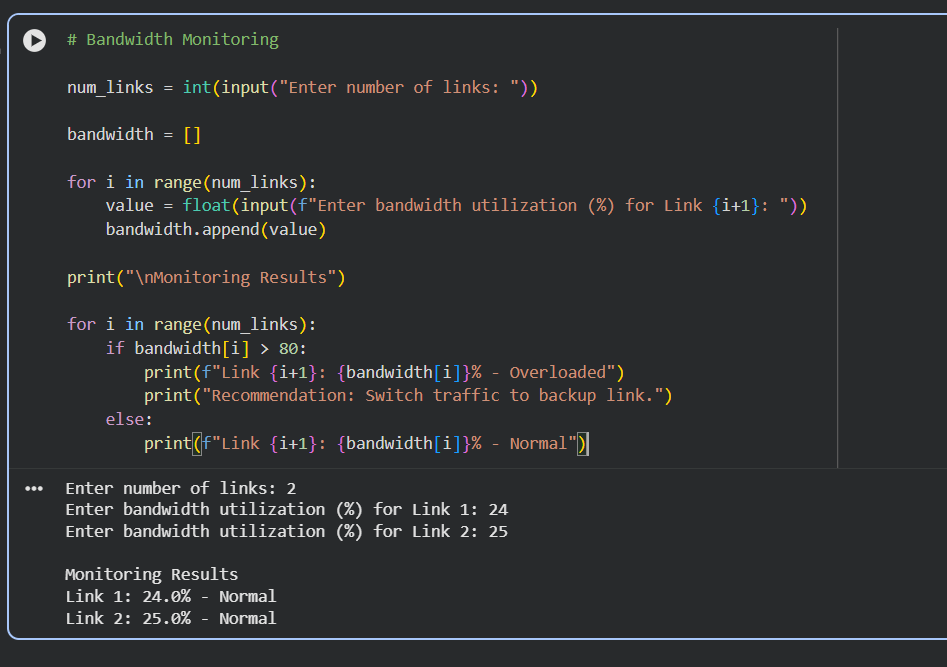 # Bandwidth Monitoring
num_links = int(input("Enter number of links: "))
bandwidth = []
for i in range(num_links):
    value = float(input(f"Enter bandwidth utilization (%) for Link {i+1}: "))
    bandwidth.append(value)
print("\nMonitoring Results")
for i in range(num_links):
    if bandwidth[i] > 80:
        print(f"Link {i+1}: {bandwidth[i]}% - Overloaded")
        print("Recommendation: Switch traffic to backup link.")
    else:
        print(f"Link {i+1}: {bandwidth[i]}% - Normal")
Enter number of links: 2
Enter bandwidth utilization (%) for Link 1: 24
Enter bandwidth utilization (%) for Link 2: 25
Monitoring Results
Link 1: 24.0% - Normal
Link 2: 25.0% - Normal